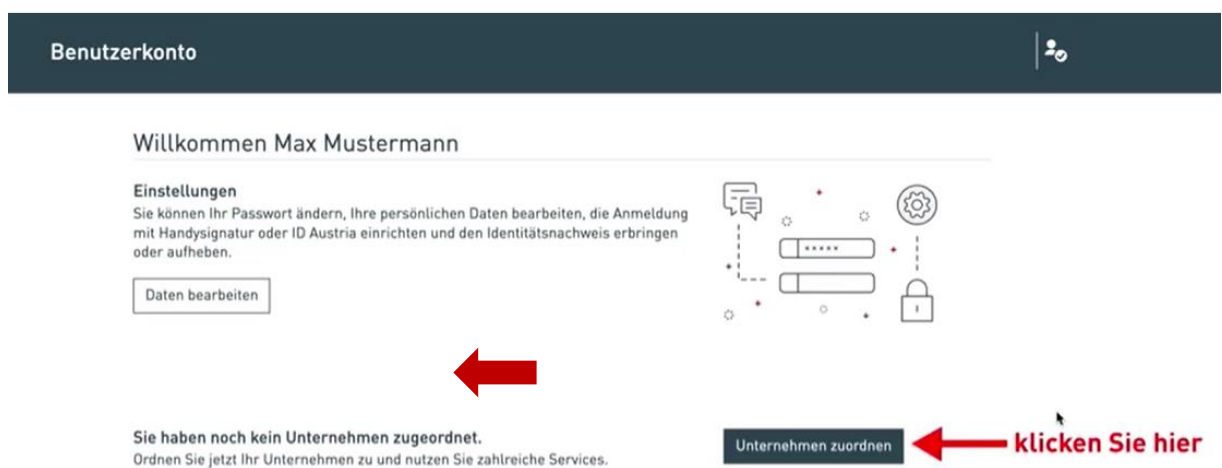 Benutzerkonto
Willkommen Max Mustermann
Einstellungen
Sie können Ihr Passwort ändern, Ihre persönlichen Daten bearbeiten, die Anmeldung
mit Handysignatur oder ID Austria einrichten und den Identitätsnachweis erbringen
oder aufheben.
Daten bearbeiten
*****
Sie haben noch kein Unternehmen zugeordnet.
Ordnen Sie jetzt Ihr Unternehmen zu und nutzen Sie zahlreiche Services.
Unternehmen zuordnen
klicken Sie hier